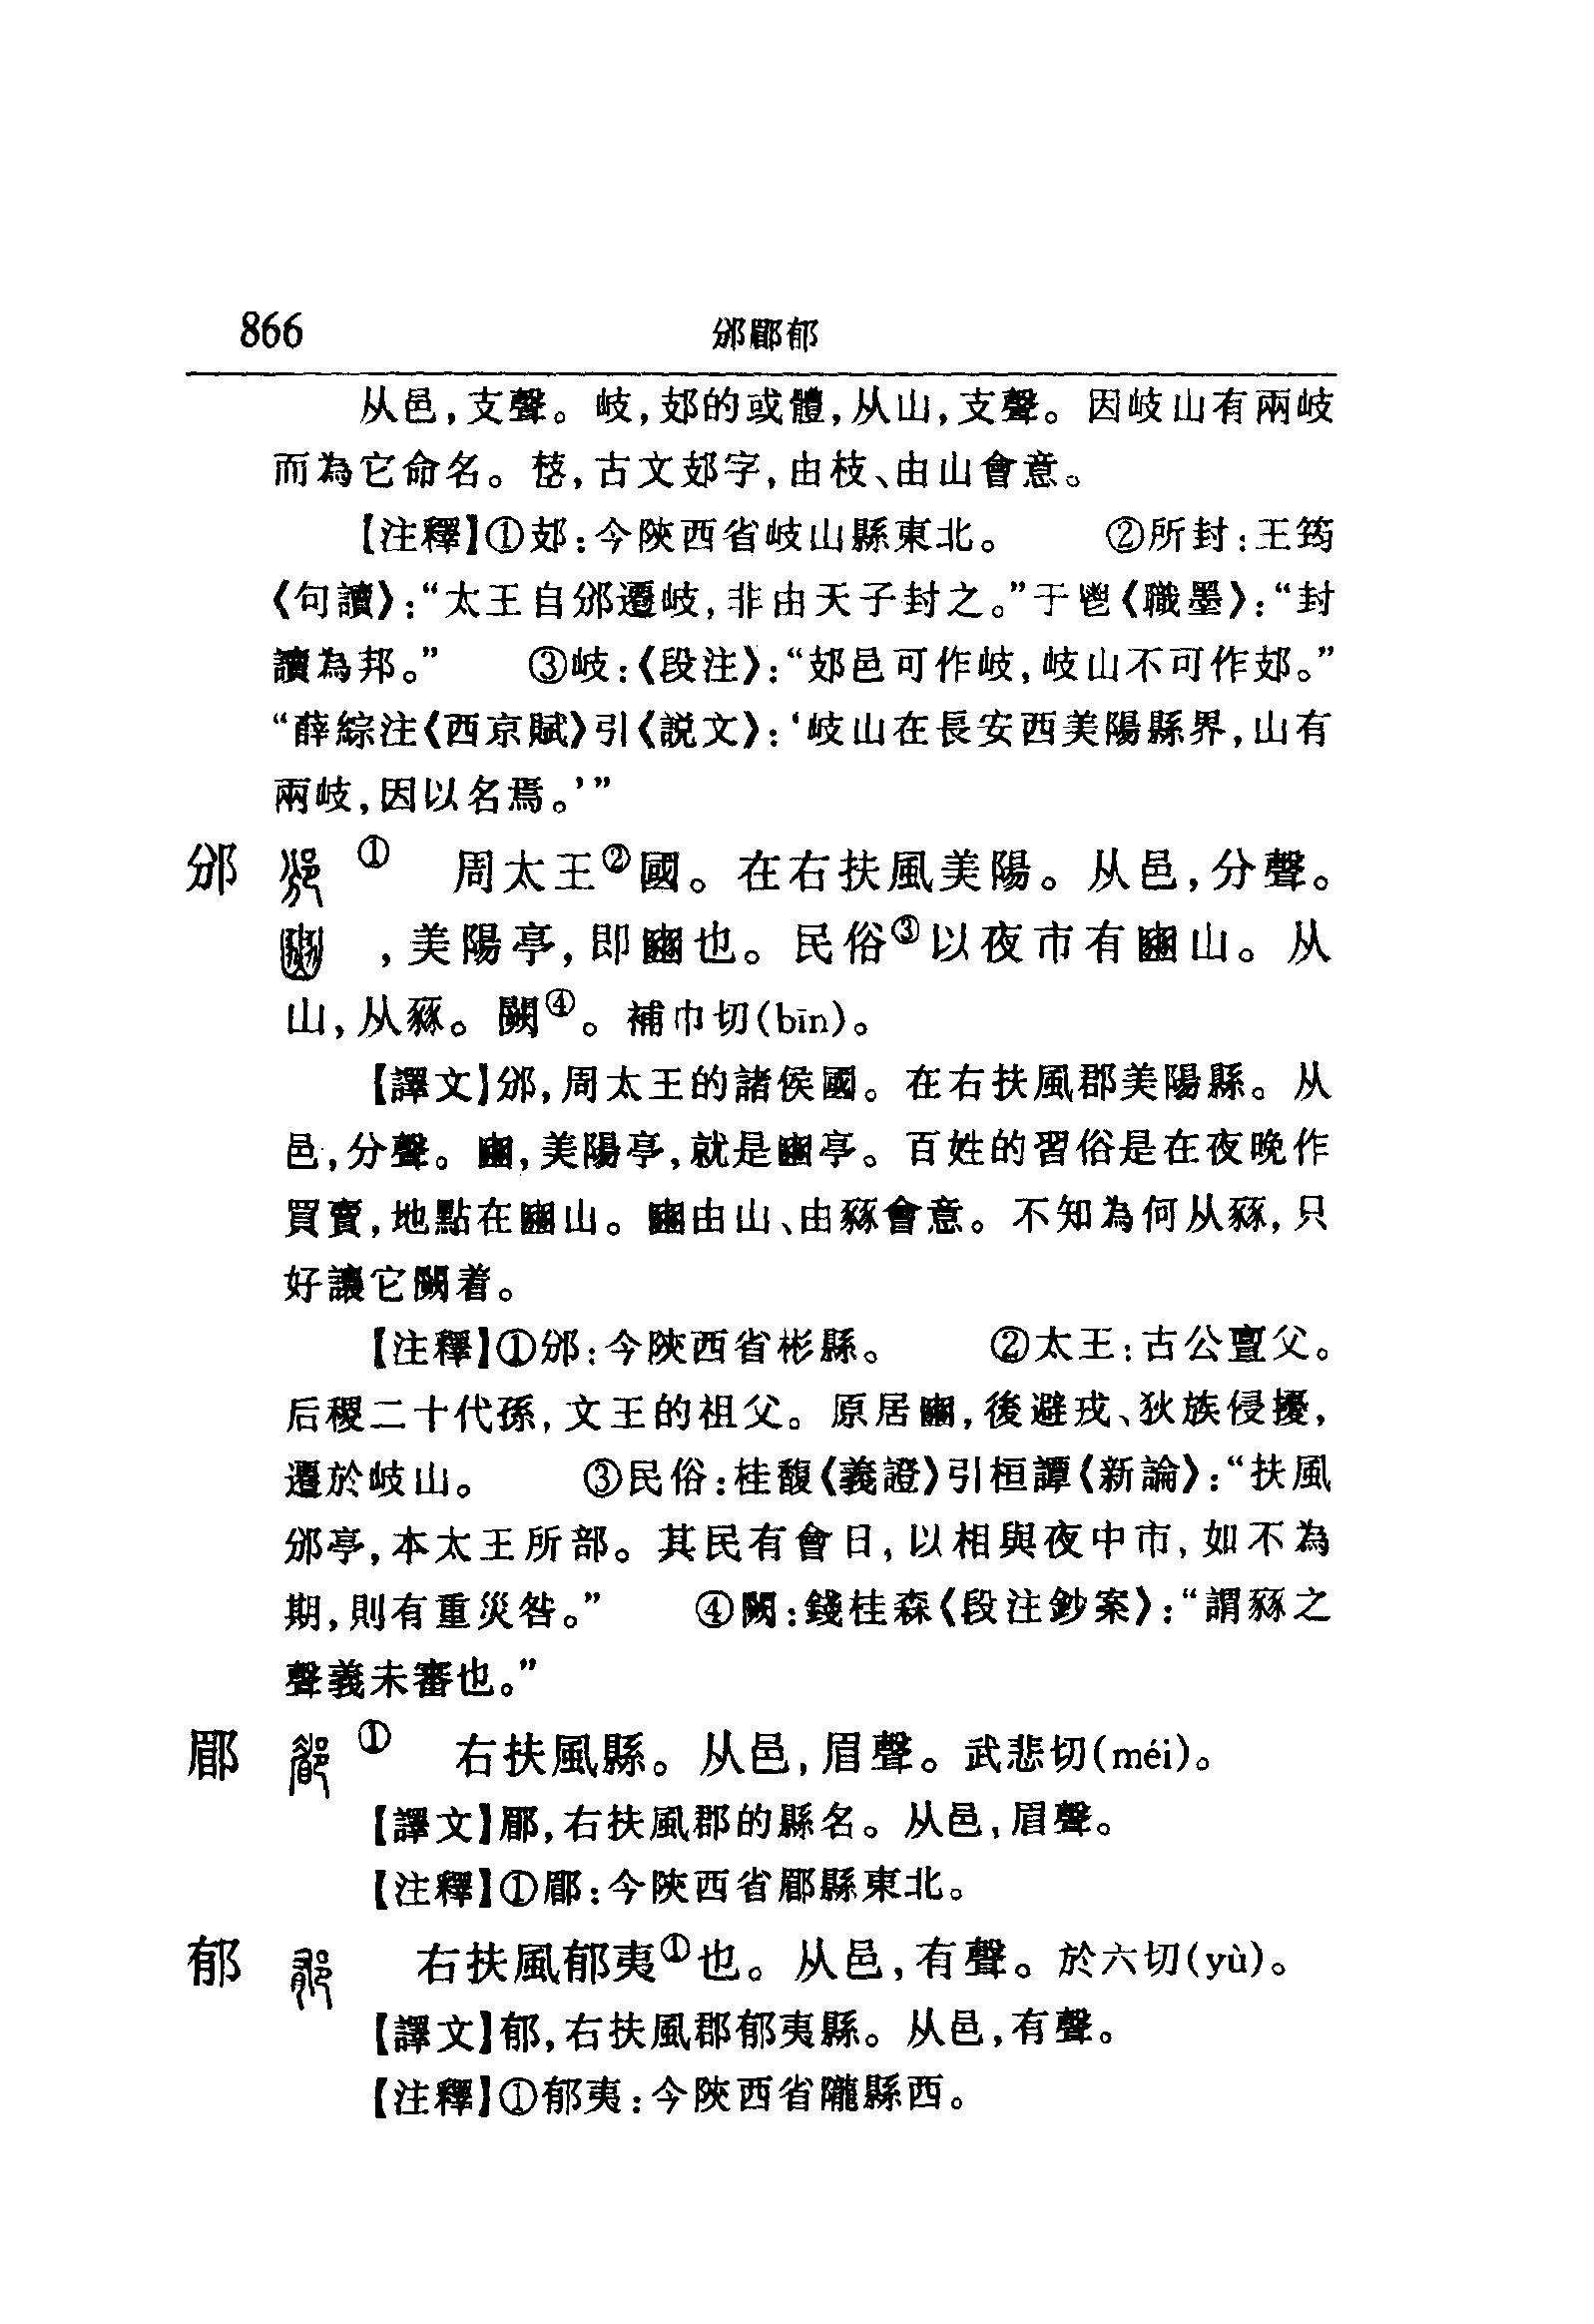 866 邠郿郁
从邑,支聲。岐,𨙸的或體,从山,支聲。因岐山有兩岐
而為它命名。𣖌,古文𨙸字,由枝、由山會意。
【注釋】①𨙸:今陝西省岐山縣東北。 ②所封:王筠
《句讀》:“太王自邠遷岐,非由天子封之。”于鬯《職墨》:“封
讀為邦。” ③岐:《段注》:“𨙸邑可作岐,岐山不可作𨙸。”
“薛綜注《西京賦》引《説文》:‘岐山在長安西美陽縣界,山有
兩岐,因以名焉。’”
邠 ① 周太王②國。在右扶風美陽。从邑,分聲。
,美陽亭,即豳也。民俗③以夜市有豳山。从
山,从豩。闕④。補巾切(bīn)。
【譯文】邠,周太王的諸侯國。在右扶風郡美陽縣。从
邑,分聲。豳,美陽亭,就是豳亭。百姓的習俗是在夜晚作
買賣,地點在豳山。豳由山、由豩會意。不知為何从豩,只
好讓它闕着。
【注釋】①邠:今陝西省彬縣。 ②太王:古公亶父。
后稷二十代孫,文王的祖父。原居豳,後避戎、狄族侵擾,
遷於岐山。 ③民俗:桂馥《義證》引桓譚《新論》:“扶風
邠亭,本太王所部。其民有會日,以相與夜中市,如不為
期,則有重災咎。” ④闕:錢桂森《段注鈔案》:“謂豩之
聲義未審也。”
郿 ① 右扶風縣。从邑,眉聲。武悲切(méi)。
【譯文】郿,右扶風郡的縣名。从邑,眉聲。
【注釋】①郿:今陝西省郿縣東北。
郁 右扶風郁夷①也。从邑,有聲。於六切(yù)。
【譯文】郁,右扶風郡郁夷縣。从邑,有聲。
【注釋】①郁夷:今陝西省隴縣西。